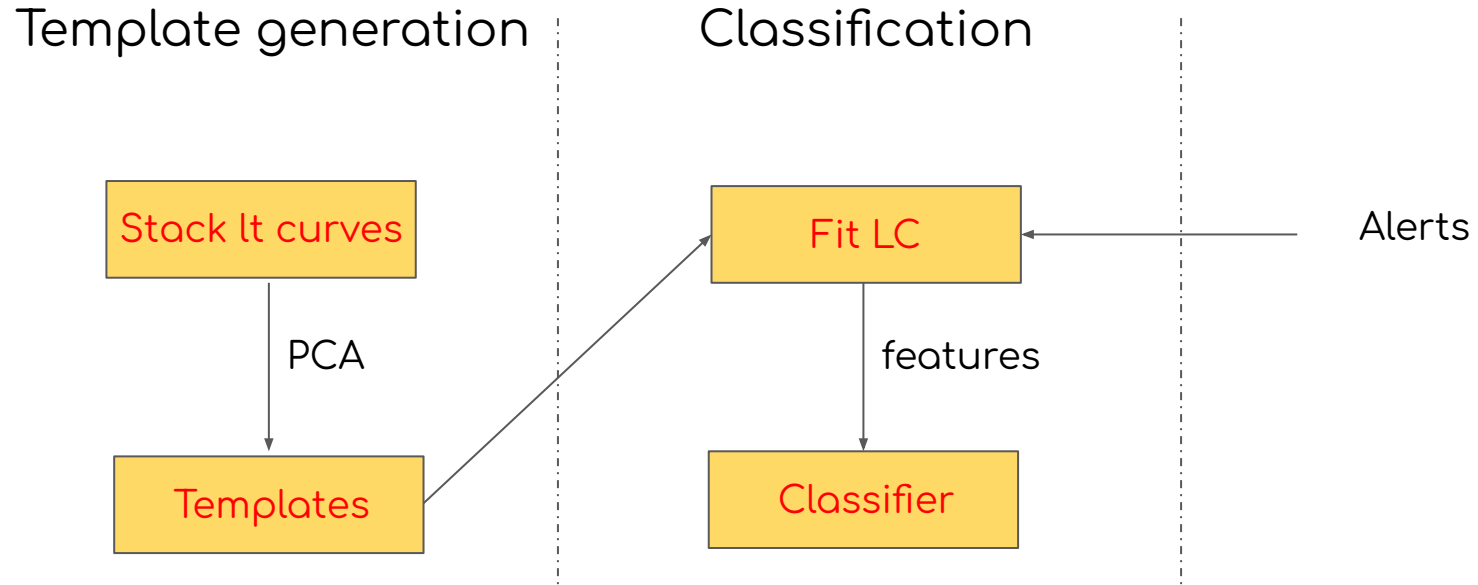 Template generation
Classification
Stack lt curves
Fit LC
Alerts
PCA
features
Templates
Classifier